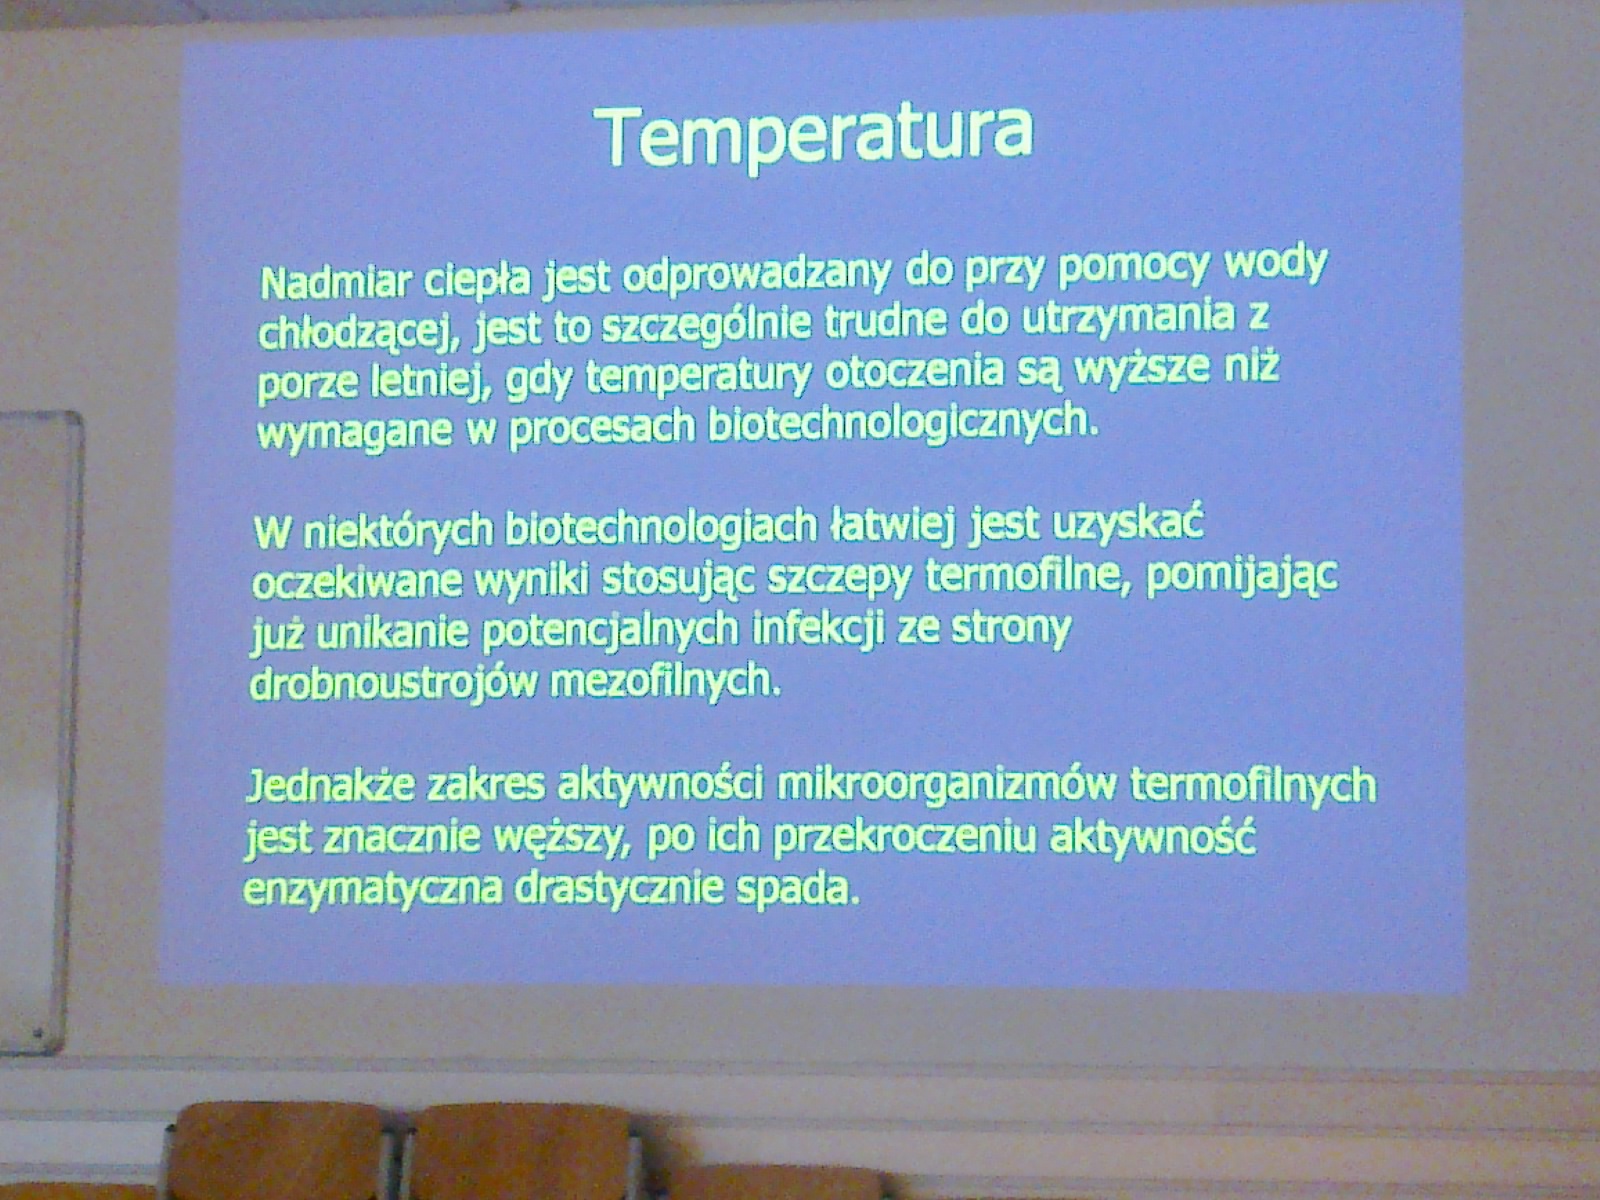 Temperatura
Nadmiar ciepła jest odprowadzany do przy pomocy wody
chłodzącej, jest to szczególnie trudne do utrzymania z
porze letniej, gdy temperatury otoczenia są wyższe niż
wymagane w procesach biotechnologicznych.
W niektórych biotechnologiach łatwiej jest uzyskać
oczekiwane wyniki stosując szczepy termofilne, pomijając
już unikanie potencjalnych infekcji ze strony
drobnoustrojów mezofilnych.
Jednakże zakres aktywności mikroorganizmów termofilnych
jest znacznie węższy, po ich przekroczeniu aktywność
enzymatyczna drastycznie spada.